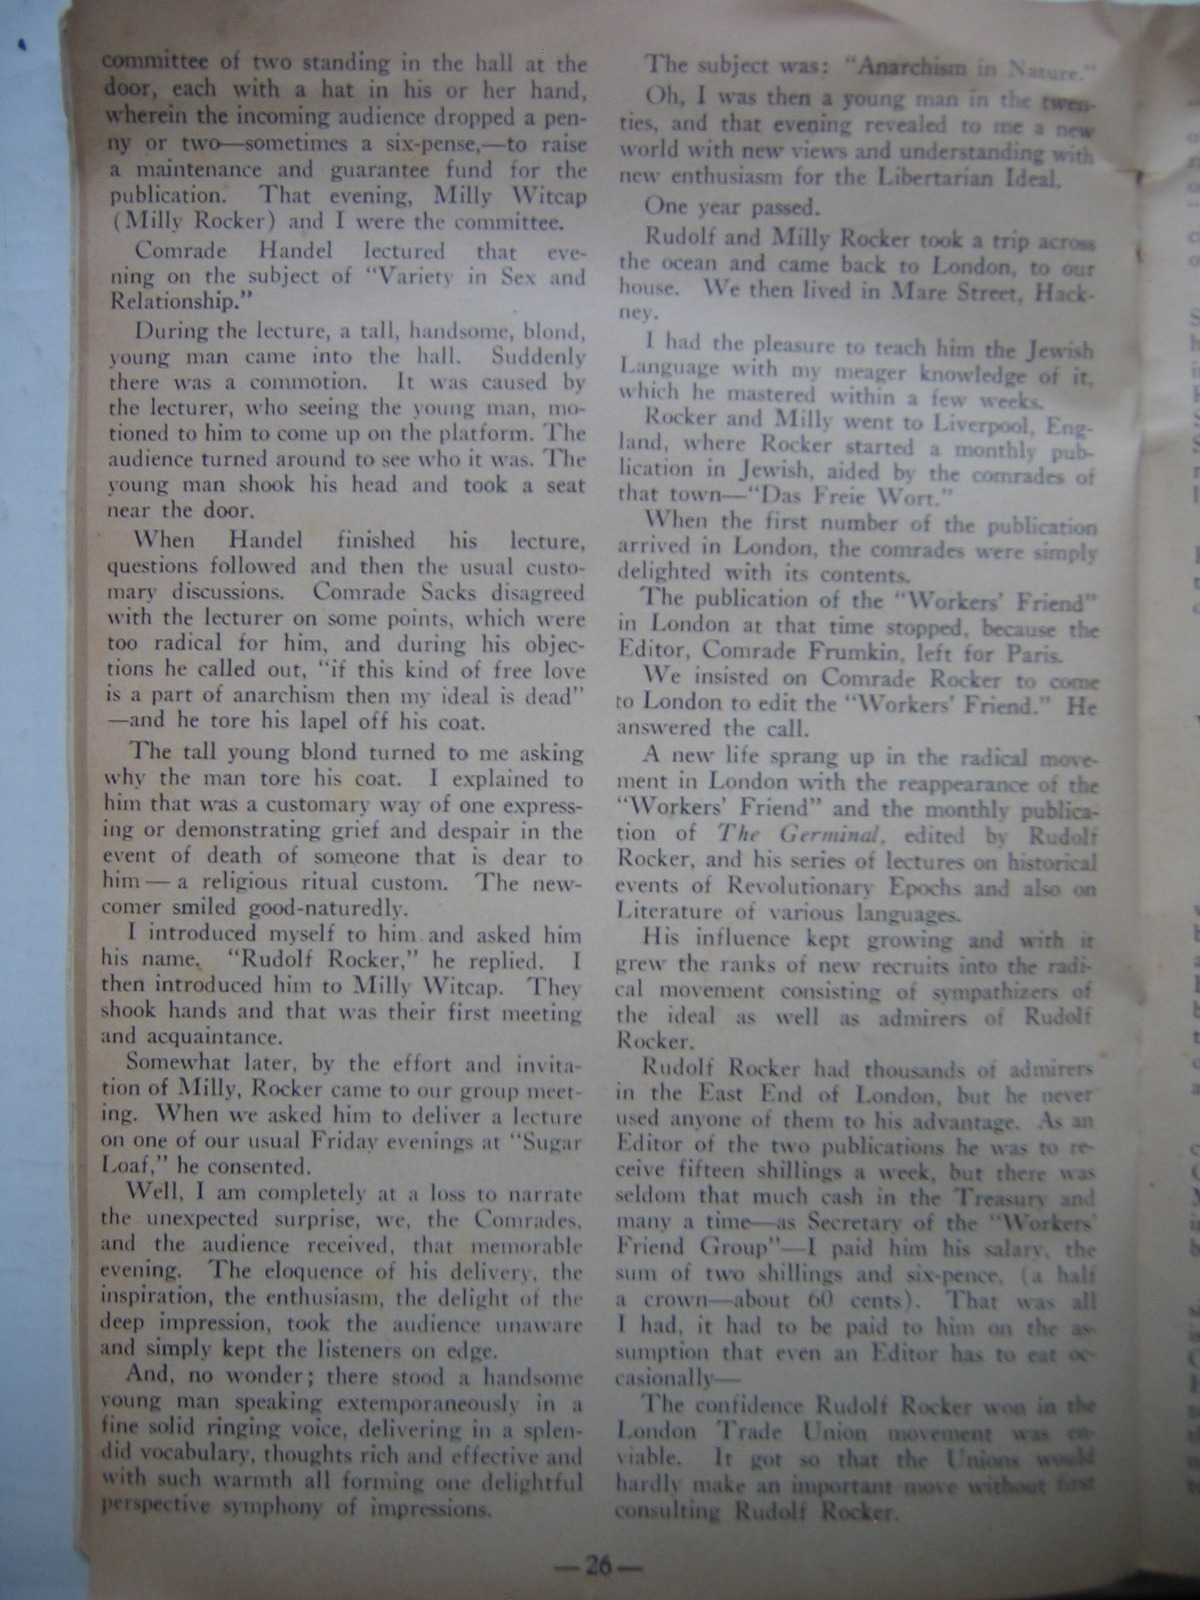 committee of two standing in the hall at the
door, each with a hat in his or her hand,
wherein the incoming audience dropped a pen-
ny or two—sometimes a six-pense,—to raise
a maintenance and guarantee fund for the
publication. That evening, Milly Witcap
(Milly Rocker) and I were the committee.
Comrade Handel lectured that eve-
ning on the subject of "Variety in Sex and
Relationship."
During the lecture, a tall, handsome, blond,
young man came into the hall. Suddenly
there was a commotion. It was caused by
the lecturer, who seeing the young man, mo-
tioned to him to come up on the platform. The
audience turned around to see who it was. The
young man shook his head and took a seat
near the door.
When Handel finished his lecture,
questions followed and then the usual custo-
mary discussions. Comrade Sacks disagreed
with the lecturer on some points, which were
too radical for him, and during his objec-
tions he called out, "if this kind of free love
is a part of anarchism then my ideal is dead"
—and he tore his lapel off his coat.
The tall young blond turned to me asking
why the man tore his coat. I explained to
him that was a customary way of one express-
ing or demonstrating grief and despair in the
event of death of someone that is dear to
him — a religious ritual custom. The new-
comer smiled good-naturedly.
I introduced myself to him and asked him
his name. "Rudolf Rocker," he replied. I
then introduced him to Milly Witcap. They
shook hands and that was their first meeting
and acquaintance.
Somewhat later, by the effort and invita-
tion of Milly, Rocker came to our group meet-
ing. When we asked him to deliver a lecture
on one of our usual Friday evenings at "Sugar
Loaf," he consented.
Well, I am completely at a loss to narrate
the unexpected surprise, we, the Comrades,
and the audience received, that memorable
evening. The eloquence of his delivery, the
inspiration, the enthusiasm, the delight of the
deep impression, took the audience unaware
and simply kept the listeners on edge.
And, no wonder; there stood a handsome
young man speaking extemporaneously in a
fine solid ringing voice, delivering in a splen-
did vocabulary, thoughts rich and effective and
with such warmth all forming one delightful
perspective symphony of impressions.
The subject was: "Anarchism in Nature."
Oh, I was then a young man in the twen-
ties, and that evening revealed to me a new
world with new views and understanding with
new enthusiasm for the Libertarian Ideal.
One year passed.
Rudolf and Milly Rocker took a trip across
the ocean and came back to London, to our
house. We then lived in Mare Street, Hack-
ney.
I had the pleasure to teach him the Jewish
Language with my meager knowledge of it,
which he mastered within a few weeks.
Rocker and Milly went to Liverpool, Eng-
land, where Rocker started a monthly pub-
lication in Jewish, aided by the comrades of
that town—"Das Freie Wort."
When the first number of the publication
arrived in London, the comrades were simply
delighted with its contents.
The publication of the "Workers' Friend"
in London at that time stopped, because the
Editor, Comrade Frumkin, left for Paris.
We insisted on Comrade Rocker to come
to London to edit the "Workers' Friend." He
answered the call.
A new life sprang up in the radical move-
ment in London with the reappearance of the
"Workers' Friend" and the monthly publica-
tion of The Germinal, edited by Rudolf
Rocker, and his series of lectures on historical
events of Revolutionary Epochs and also on
Literature of various languages.
His influence kept growing and with it
grew the ranks of new recruits into the radi-
cal movement consisting of sympathizers of
the ideal as well as admirers of Rudolf
Rocker.
Rudolf Rocker had thousands of admirers
in the East End of London, but he never
used anyone of them to his advantage. As an
Editor of the two publications he was to re-
ceive fifteen shillings a week, but there was
seldom that much cash in the Treasury and
many a time—as Secretary of the "Workers'
Friend Group"—I paid him his salary, the
sum of two shillings and six-pence, (a half
a crown—about 60 cents). That was all
I had, it had to be paid to him on the as-
sumption that even an Editor has to eat oc-
casionally—
The confidence Rudolf Rocker won in the
London Trade Union movement was en-
viable. It got so that the Unions would
hardly make an important move without first
consulting Rudolf Rocker.
— 26 —